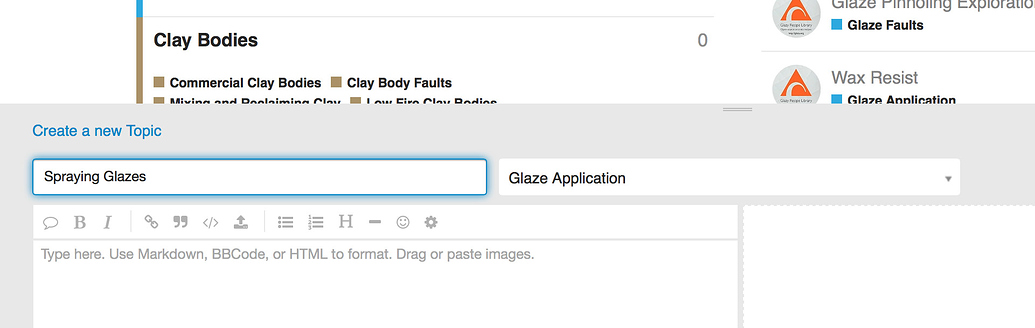 Clay Bodies
0
Commercial Clay Bodies
Clay Body Faults
Mixing and Reclaiming Clay
Low Fire Clay Bodies
Glaze Pinholing Exploration
Glaze Faults
Wax Resist
Glaze Application
Create a new Topic
Spraying Glazes
Glaze Application
B I </> H
Type here. Use Markdown, BBCode, or HTML to format. Drag or paste images.